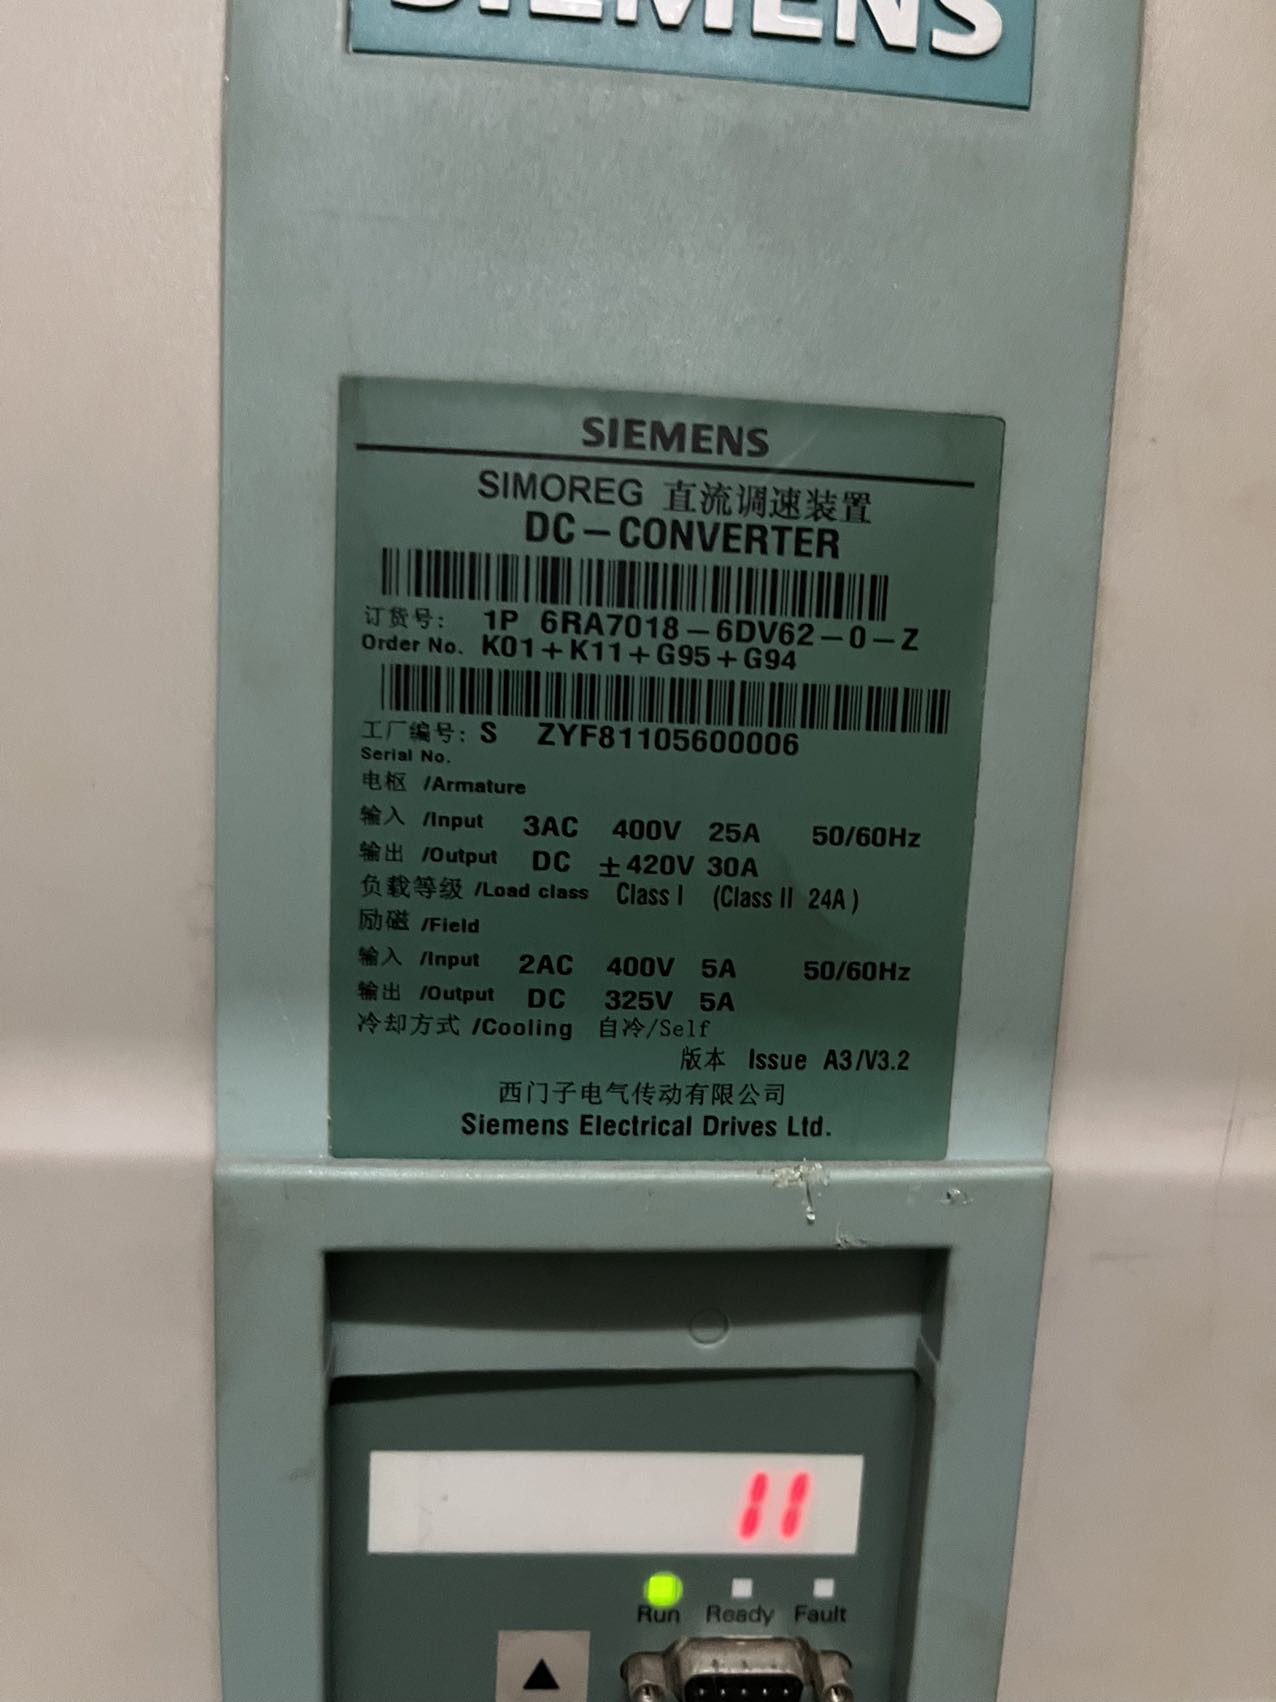 SIEMENS
SIEMENS
SIMOREG 直流调速装置
DC-CONVERTER
订货号: 1P 6RA7018-6DV62-0-Z
Order No. K01+K11+G95+G94
工厂编号: S ZYF81105600006
Serial No.
电枢 /Armature
输入 /Input 3AC 400V 25A 50/60Hz
输出 /Output DC ±420V 30A
负载等级 /Load class Class I (Class II 24A)
励磁 /Field
输入 /Input 2AC 400V 5A 50/60Hz
输出 /Output DC 325V 5A
冷却方式 /Cooling 自冷/Self
版本 Issue A3/V3.2
西门子电气传动有限公司
Siemens Electrical Drives Ltd.
11
Run Ready Fault